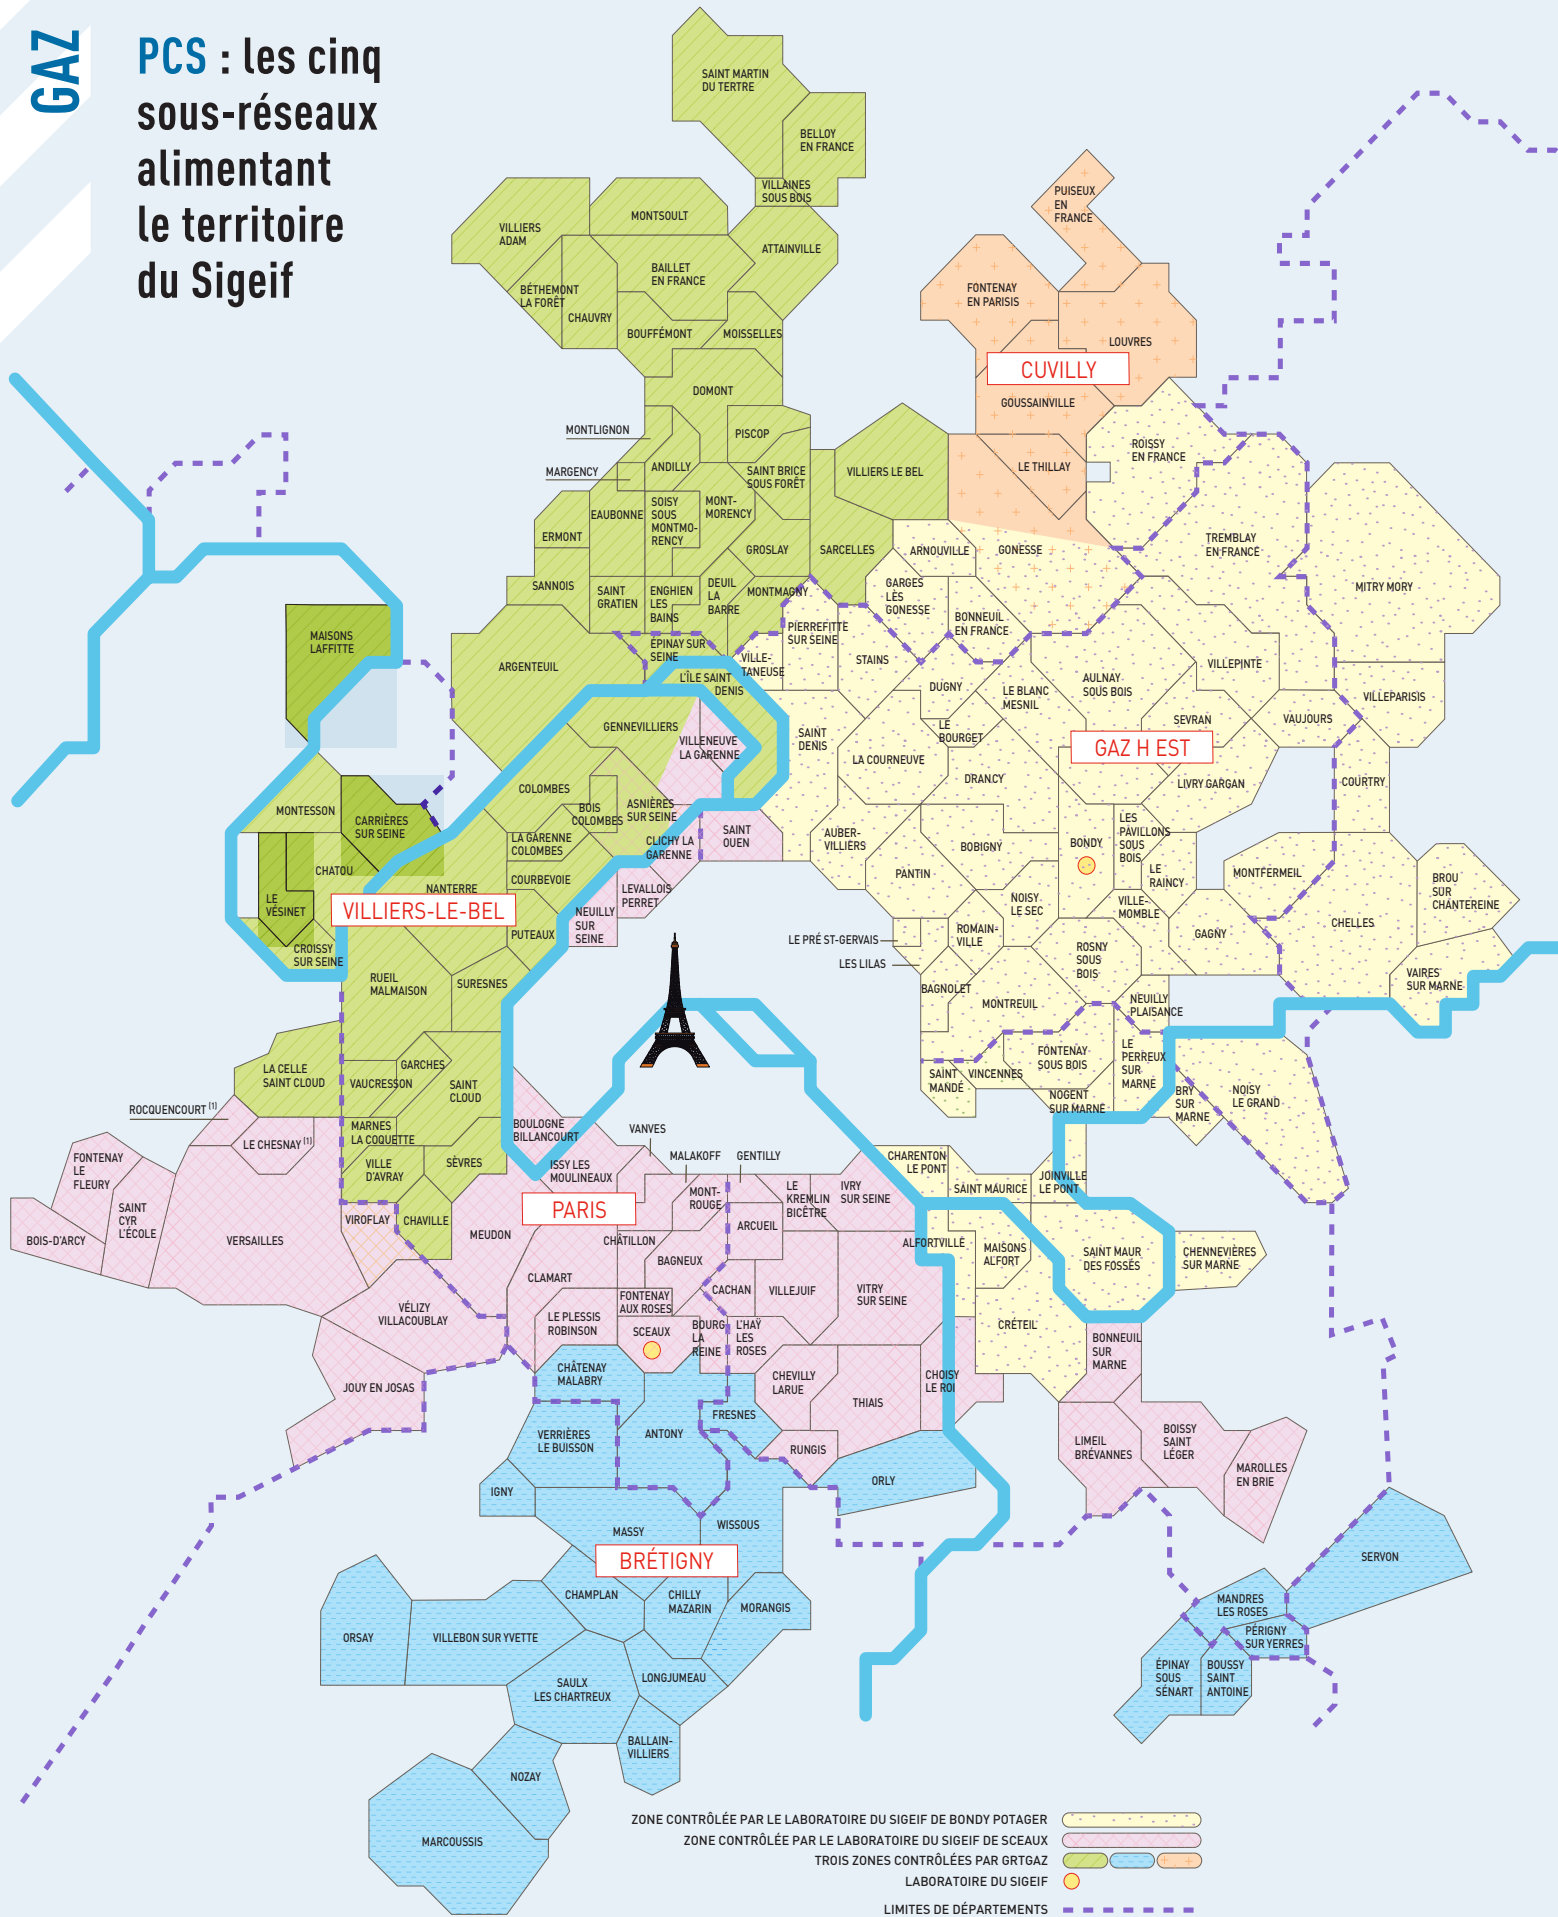 GAZ
PCS : les cinq
sous-réseaux
alimentant
le territoire
du Sigeif
SAINT MARTIN
DU TERTRE
BELLOY
EN FRANCE
VILLAINES
SOUS BOIS
MONTSOULT
VILLIERS
ADAM
ATTAINVILLE
BAILLET
EN FRANCE
BÉTHEMONT
LA FORÊT
CHAUVRY
BOUFFÉMONT
MOISSELLES
DOMONT
MONTLIGNON
PISCOP
MARGENCY
ANDILLY
SAINT BRICE
SOUS FORÊT
VILLIERS LE BEL
EAUBONNE
SOISY
SOUS
MONTMO-
RENCY
MONT-
MORENCY
ERMONT
GROSLAY
SARCELLES
SANNOIS
SAINT
GRATIEN
ENGHIEN
LES
BAINS
DEUIL
LA
BARRE
MONTMAGNY
PUISEUX
EN
FRANCE
FONTENAY
EN PARISIS
LOUVRES
CUVILLY
GOUSSAINVILLE
LE THILLAY
ROISSY
EN FRANCE
ARNOUVILLE
GONESSE
TREMBLAY
EN FRANCE
MITRY MORY
GARGES
LÈS
GONESSE
BONNEUIL
EN FRANCE
PIERREFITTE
SUR SEINE
STAINS
VILLE-
TANEUSE
ÉPINAY SUR
SEINE
L'ÎLE SAINT
DENIS
ARGENTEUIL
MAISONS
LAFFITTE
DUGNY
LE BLANC
MESNIL
AULNAY
SOUS BOIS
VILLEPINTE
VILLEPARISIS
SEVRAN
VAUJOURS
GENNEVILLIERS
VILLENEUVE
LA GARENNE
SAINT
DENIS
LA COURNEUVE
LE
BOURGET
GAZ H EST
DRANCY
LIVRY GARGAN
COURTRY
COLOMBES
BOIS
COLOMBES
ASNIÈRES
SUR SEINE
MONTESSON
CARRIÈRES
SUR SEINE
LA GARENNE
COLOMBES
CLICHY LA
GARENNE
SAINT
OUEN
AUBER-
VILLIERS
BOBIGNY
BONDY
LES
PAVILLONS
SOUS
BOIS
CHATOU
NANTERRE
COURBEVOIE
LEVALLOIS
PERRET
PANTIN
LE
RAINCY
MONTFERMEIL
BROU
SUR
CHANTEREINE
LE
VÉSINET
VILLIERS-LE-BEL
NEUILLY
SUR
SEINE
NOISY
LE SEC
VILLE-
MOMBLE
CHELLES
PUTEAUX
LE PRÉ ST-GERVAIS
ROMAIN-
VILLE
GAGNY
CROISSY
SUR SEINE
LES LILAS
ROSNY
SOUS
BOIS
VAIRES
SUR MARNE
RUEIL
MALMAISON
SURESNES
BAGNOLET
MONTREUIL
NEUILLY
PLAISANCE
LA CELLE
SAINT CLOUD
GARCHES
VAUCRESSON
SAINT
CLOUD
SAINT
MANDÉ
VINCENNES
FONTENAY
SOUS BOIS
LE
PERREUX
SUR
MARNE
NOGENT
SUR MARNE
BRY
SUR
MARNE
NOISY
LE GRAND
ROCQUENCOURT (1)
MARNES
LA COQUETTE
BOULOGNE
BILLANCOURT
VANVES
LE CHESNAY (1)
VILLE
D'AVRAY
SÈVRES
ISSY LES
MOULINEAUX
MALAKOFF
GENTILLY
CHARENTON
LE PONT
FONTENAY
LE
FLEURY
MONT-
ROUGE
LE
KREMLIN
BICÊTRE
IVRY
SUR SEINE
SAINT MAURICE
JOINVILLE
LE PONT
SAINT
CYR
L'ÉCOLE
PARIS
VIROFLAY
CHAVILLE
ARCUEIL
BOIS-D'ARCY
VERSAILLES
MEUDON
CHÂTILLON
ALFORTVILLE
MAISONS
ALFORT
SAINT MAUR
DES FOSSÉS
CHENNEVIÈRES
SUR MARNE
BAGNEUX
CLAMART
CACHAN
VILLEJUIF
VITRY
SUR SEINE
FONTENAY
AUX ROSES
VÉLIZY
VILLACOUBLAY
LE PLESSIS
ROBINSON
SCEAUX
BOURG
LA
REINE
L'HAŸ
LES
ROSES
CRÉTEIL
BONNEUIL
SUR
MARNE
JOUY EN JOSAS
CHÂTENAY
MALABRY
CHEVILLY
LARUE
CHOISY
LE ROI
THIAIS
VERRIÈRES
LE BUISSON
ANTONY
FRESNES
RUNGIS
LIMEIL
BRÉVANNES
BOISSY
SAINT
LÉGER
MAROLLES
EN BRIE
ORLY
IGNY
MASSY
WISSOUS
BRÉTIGNY
SERVON
CHAMPLAN
CHILLY
MAZARIN
MORANGIS
MANDRES
LES ROSES
ORSAY
VILLEBON SUR YVETTE
PÉRIGNY
SUR YERRES
SAULX
LES CHARTREUX
LONGJUMEAU
ÉPINAY
SOUS
SÉNART
BOUSSY
SAINT
ANTOINE
BALLAIN-
VILLIERS
NOZAY
MARCOUSSIS
ZONE CONTRÔLÉE PAR LE LABORATOIRE DU SIGEIF DE BONDY POTAGER
ZONE CONTRÔLÉE PAR LE LABORATOIRE DU SIGEIF DE SCEAUX
TROIS ZONES CONTRÔLÉES PAR GRTGAZ
LABORATOIRE DU SIGEIF
LIMITES DE DÉPARTEMENTS